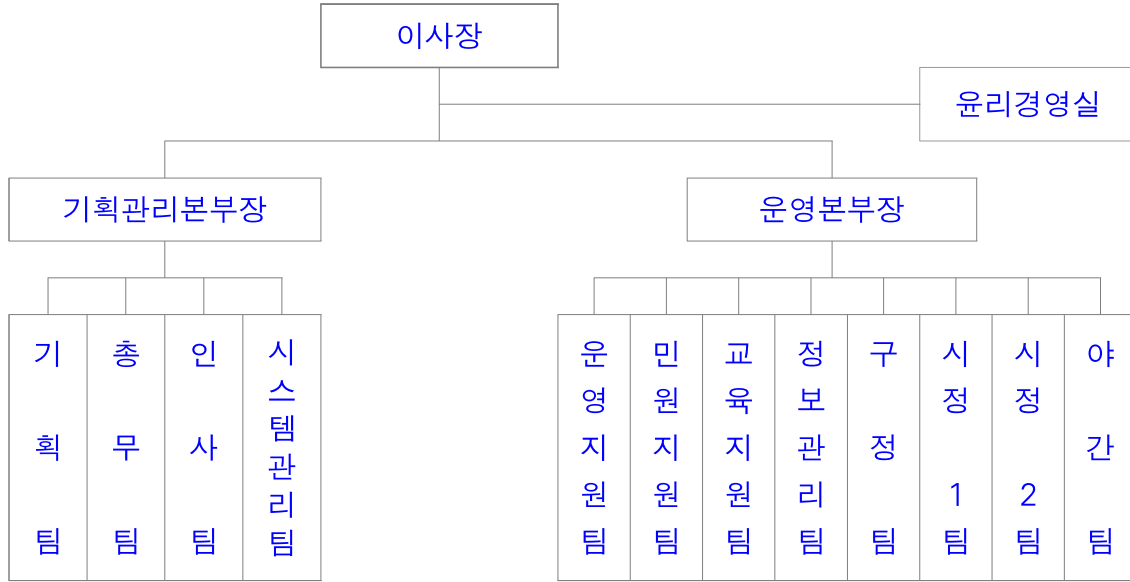 이사장
윤리경영실
기획관리본부장
운영본부장
기획팀
총무팀
인사팀
시스템관리팀
운영지원팀
민원지원팀
교육지원팀
정보관리팀
구정팀
시정1팀
시정2팀
야간팀